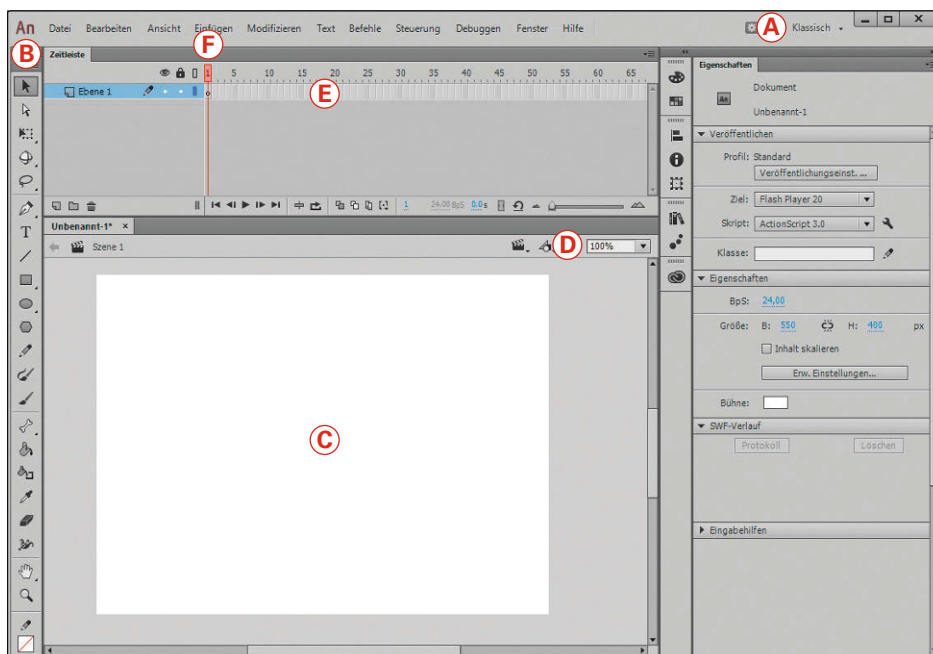 An Datei Bearbeiten Ansicht Einfügen Modifizieren Text Befehle Steuerung Debuggen Fenster Hilfe A Klassisch
B Zeitleiste F
1 5 10 15 20 25 30 35 40 45 50 55 60 65
Ebene 1 E
1 24,00 BpS 0,0 s
Unbenannt-1* ×
Szene 1 D 100%
C
T
Eigenschaften
An Dokument
Unbenannt-1
Veröffentlichen
Profil: Standard
Veröffentlichungseinst. ...
Ziel: Flash Player 20
Skript: ActionScript 3.0
Klasse:
Eigenschaften
BpS: 24,00
Größe: B: 550 H: 400 px
Inhalt skalieren
Erw. Einstellungen...
Bühne:
SWF-Verlauf
Protokoll Löschen
Eingabehilfen